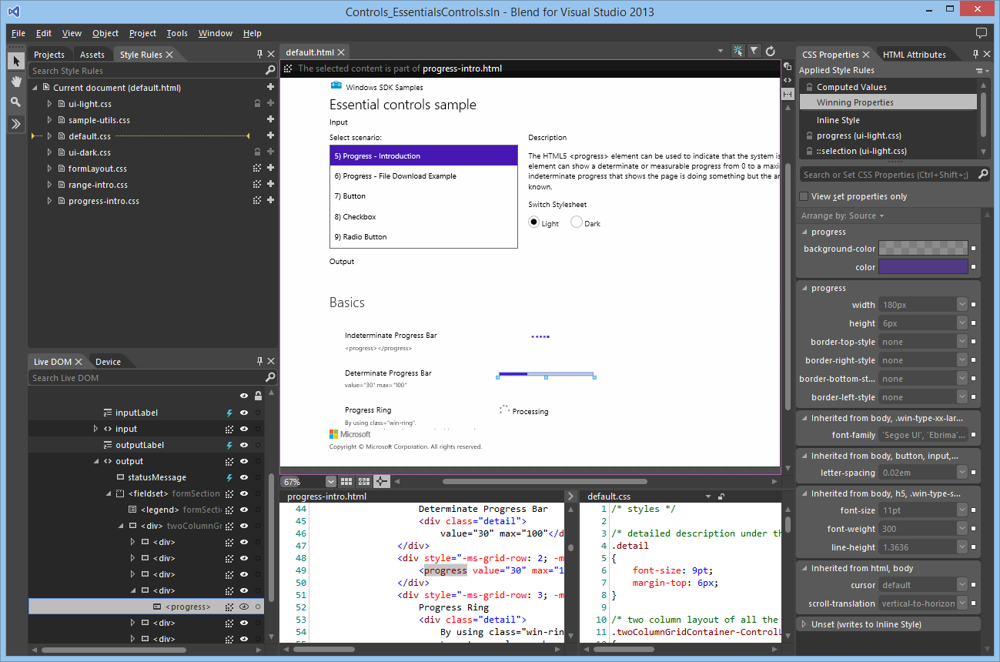 Controls_EssentialsControls.sln - Blend for Visual Studio 2013
File Edit View Object Project Tools Window Help
Projects Assets Style Rules
Search Style Rules
Current document (default.html)
ui-light.css
sample-utils.css
default.css
ui-dark.css
formLayout.css
range-intro.css
progress-intro.css
Live DOM Device
Search Live DOM
inputLabel
input
outputLabel
output
statusMessage
<fieldset> formSection
<legend> formSecti
<div> twoColumnGr
<div>
<div>
<div>
<div>
<progress>
<div>
<div>
default.html
The selected content is part of progress-intro.html
Windows SDK Samples
Essential controls sample
Input
Select scenario:
5) Progress - Introduction
6) Progress - File Download Example
7) Button
8) Checkbox
9) Radio Button
Description
The HTML5 <progress> element can be used to indicate that the system is
element can show a determinate or measurable progress from 0 to a maxi
indeterminate progress that shows the page is doing something but the ar
known.
Switch Stylesheet
Light Dark
Output
Basics
Indeterminate Progress Bar
<progress></progress>
Determinate Progress Bar
value="30" max="100"
Progress Ring
By using class="win-ring".
Processing
Microsoft
Copyright © Microsoft Corporation. All rights reserved.
67%
progress-intro.html
44 Determinate Progress Bar
45 <div class="detail">
46 value="30" max="100"</d
47 </div>
48 <div style="-ms-grid-row: 2; -m
49 <progress value="30" max="1
50 </div>
51 <div style="-ms-grid-row: 3; -m
52 Progress Ring
53 <div class="detail">
54 By using class="win-rin
default.css
1 /* styles */
2
3 /* detailed description under th
4 .detail
5 {
6 font-size: 9pt;
7 margin-top: 6px;
8 }
9
10 /* two column layout of all the
11 .twoColumnGridContainer-ControlL
CSS Properties HTML Attributes
Applied Style Rules
Computed Values
Winning Properties
Inline Style
progress (ui-light.css)
::selection (ui-light.css)
Search or Set CSS Properties (Ctrl+Shift+;)
View set properties only
Arrange by: Source
progress
background-color
color
progress
width 180px
height 6px
border-top-style none
border-right-style none
border-bottom-st... none
border-left-style none
Inherited from body, .win-type-xx-lar...
font-family 'Segoe UI', 'Ebrima'...
Inherited from body, button, input,...
letter-spacing 0.02em
Inherited from body, h5, .win-type-s...
font-size 11pt
font-weight 300
line-height 1.3636
Inherited from html, body
cursor default
scroll-translation vertical-to-horizon
Unset (writes to Inline Style)